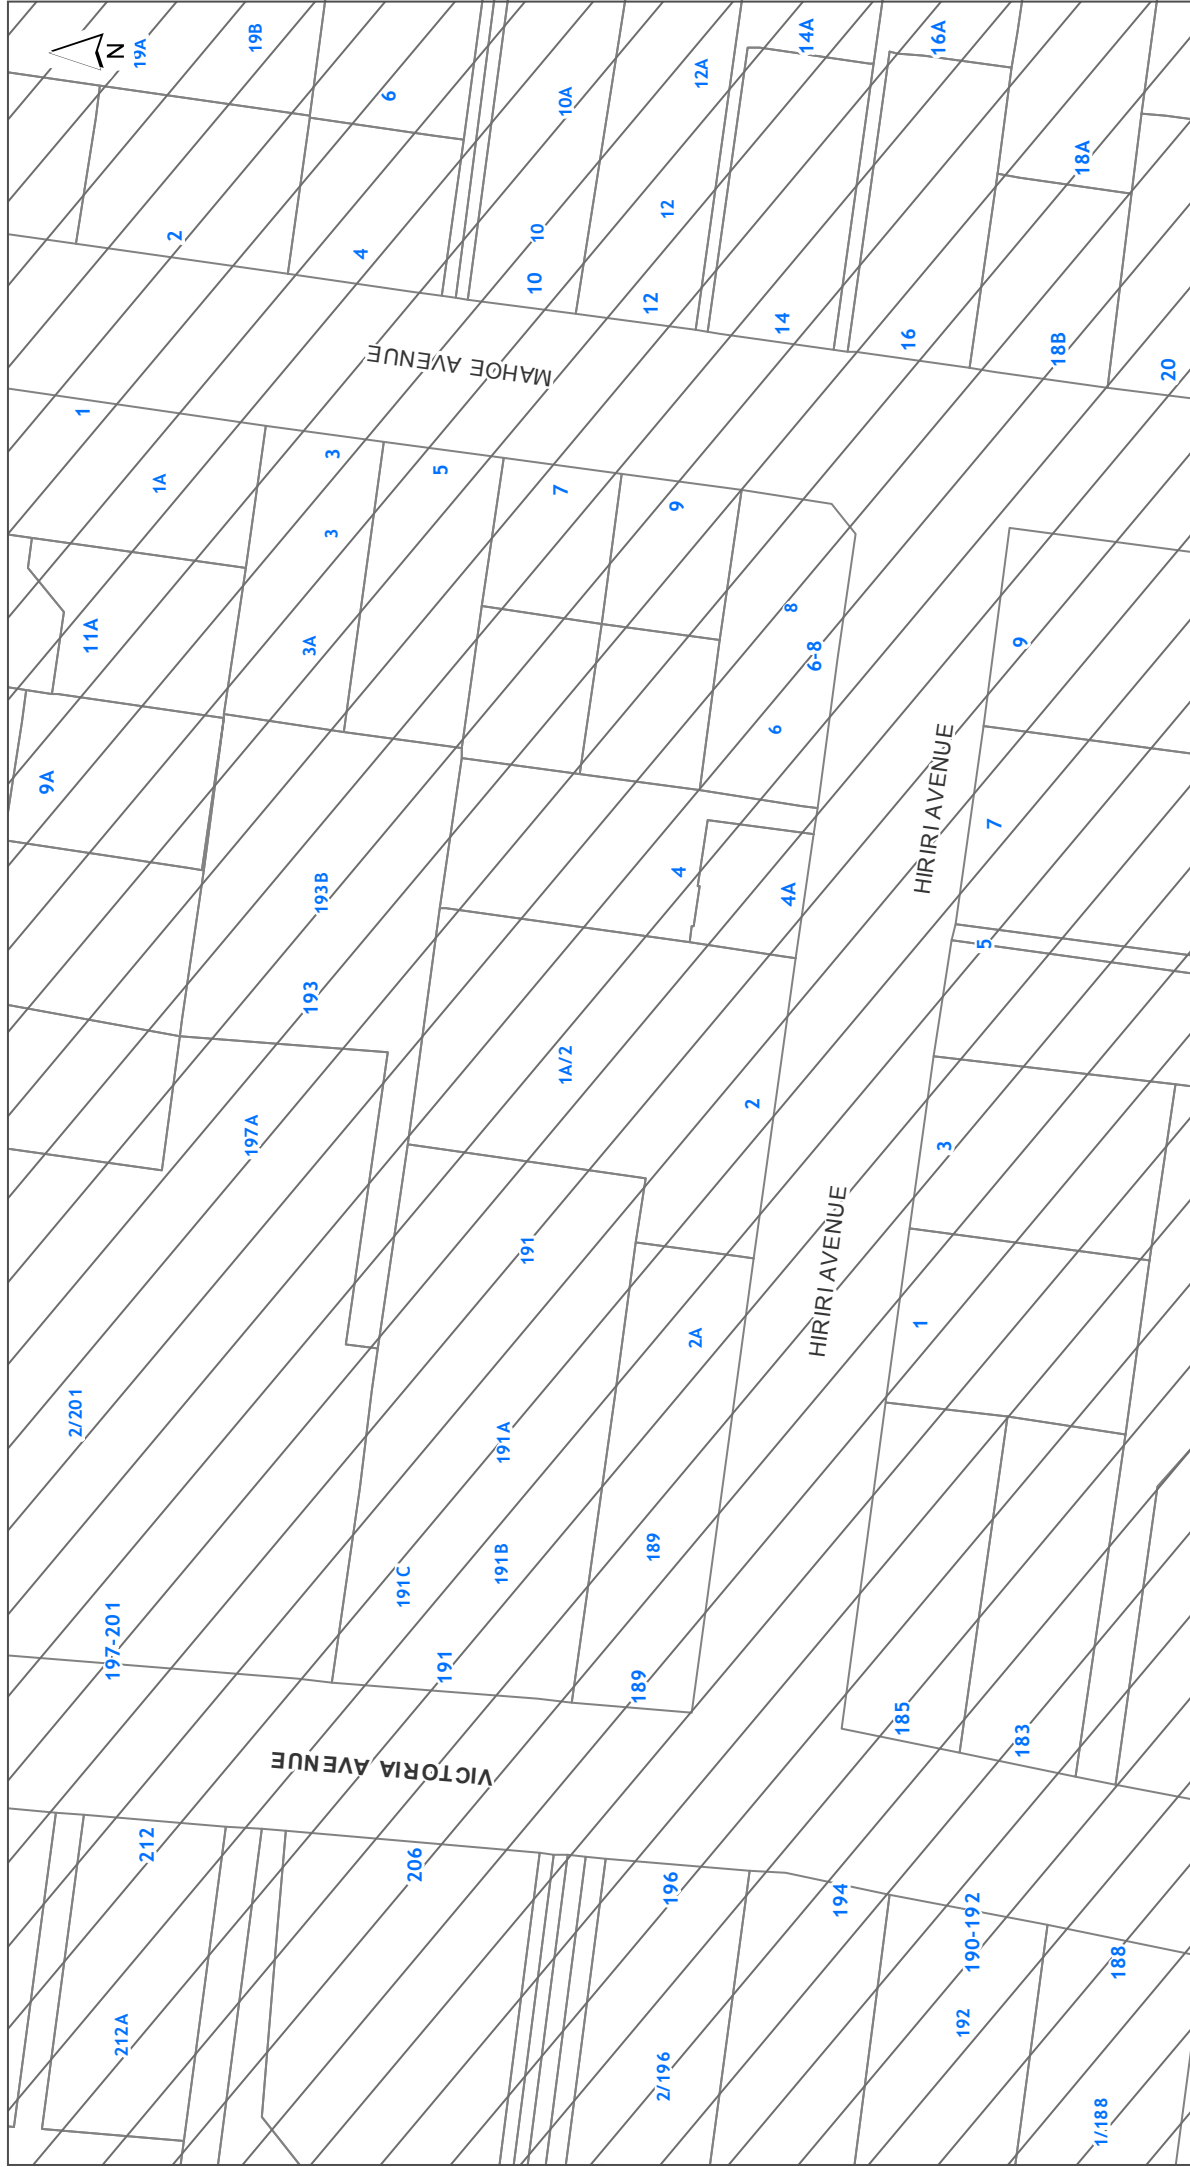 N
19A
19B
6
10A
12A
14A
16A
18A
2
4
10
10
12
12
14
16
18B
20
MAHOE AVENUE
1
1A
3
3
5
7
9
11A
3A
8
6-8
6
9A
193B
193
4
4A
HIRIRI AVENUE
9
7
5
197A
1A/2
2
3
191
2A
HIRIRI AVENUE
1
2/201
191A
191B
191C
189
197-201
191
189
185
183
VICTORIA AVENUE
212
206
196
194
190-192
188
212A
2/196
192
1/188